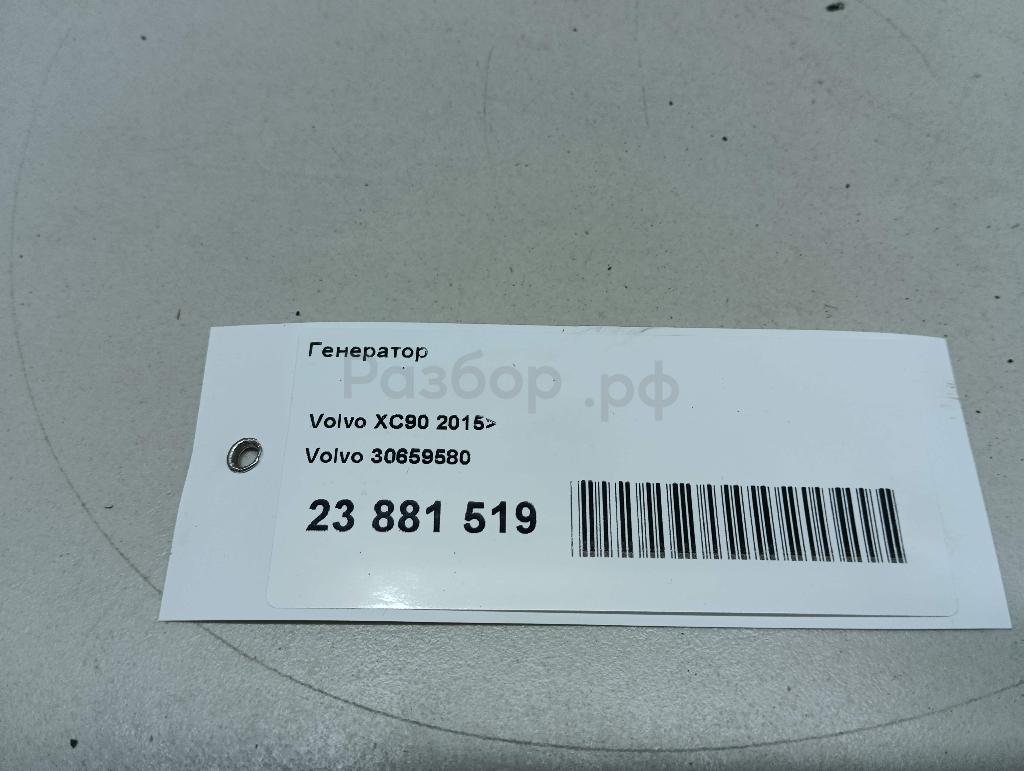 Генератор
Разбор.рф
Volvo XC90 2015>
Volvo 30659580
23 881 519